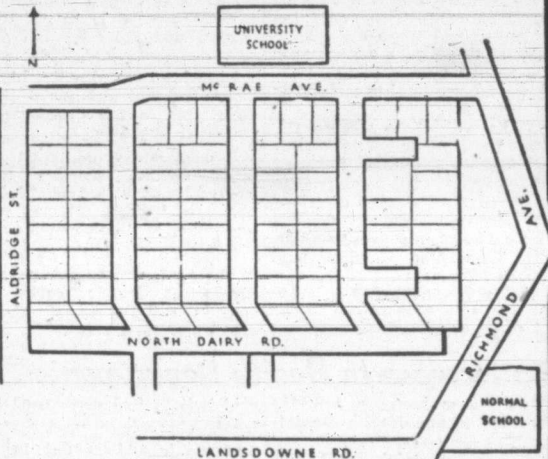 UNIVERSITY
SCHOOL
N
Mc RAE AVE.
ALDRIDGE ST.
RICHMOND AVE.
NORTH DAIRY RD.
NORMAL
SCHOOL
LANDSDOWNE RD.